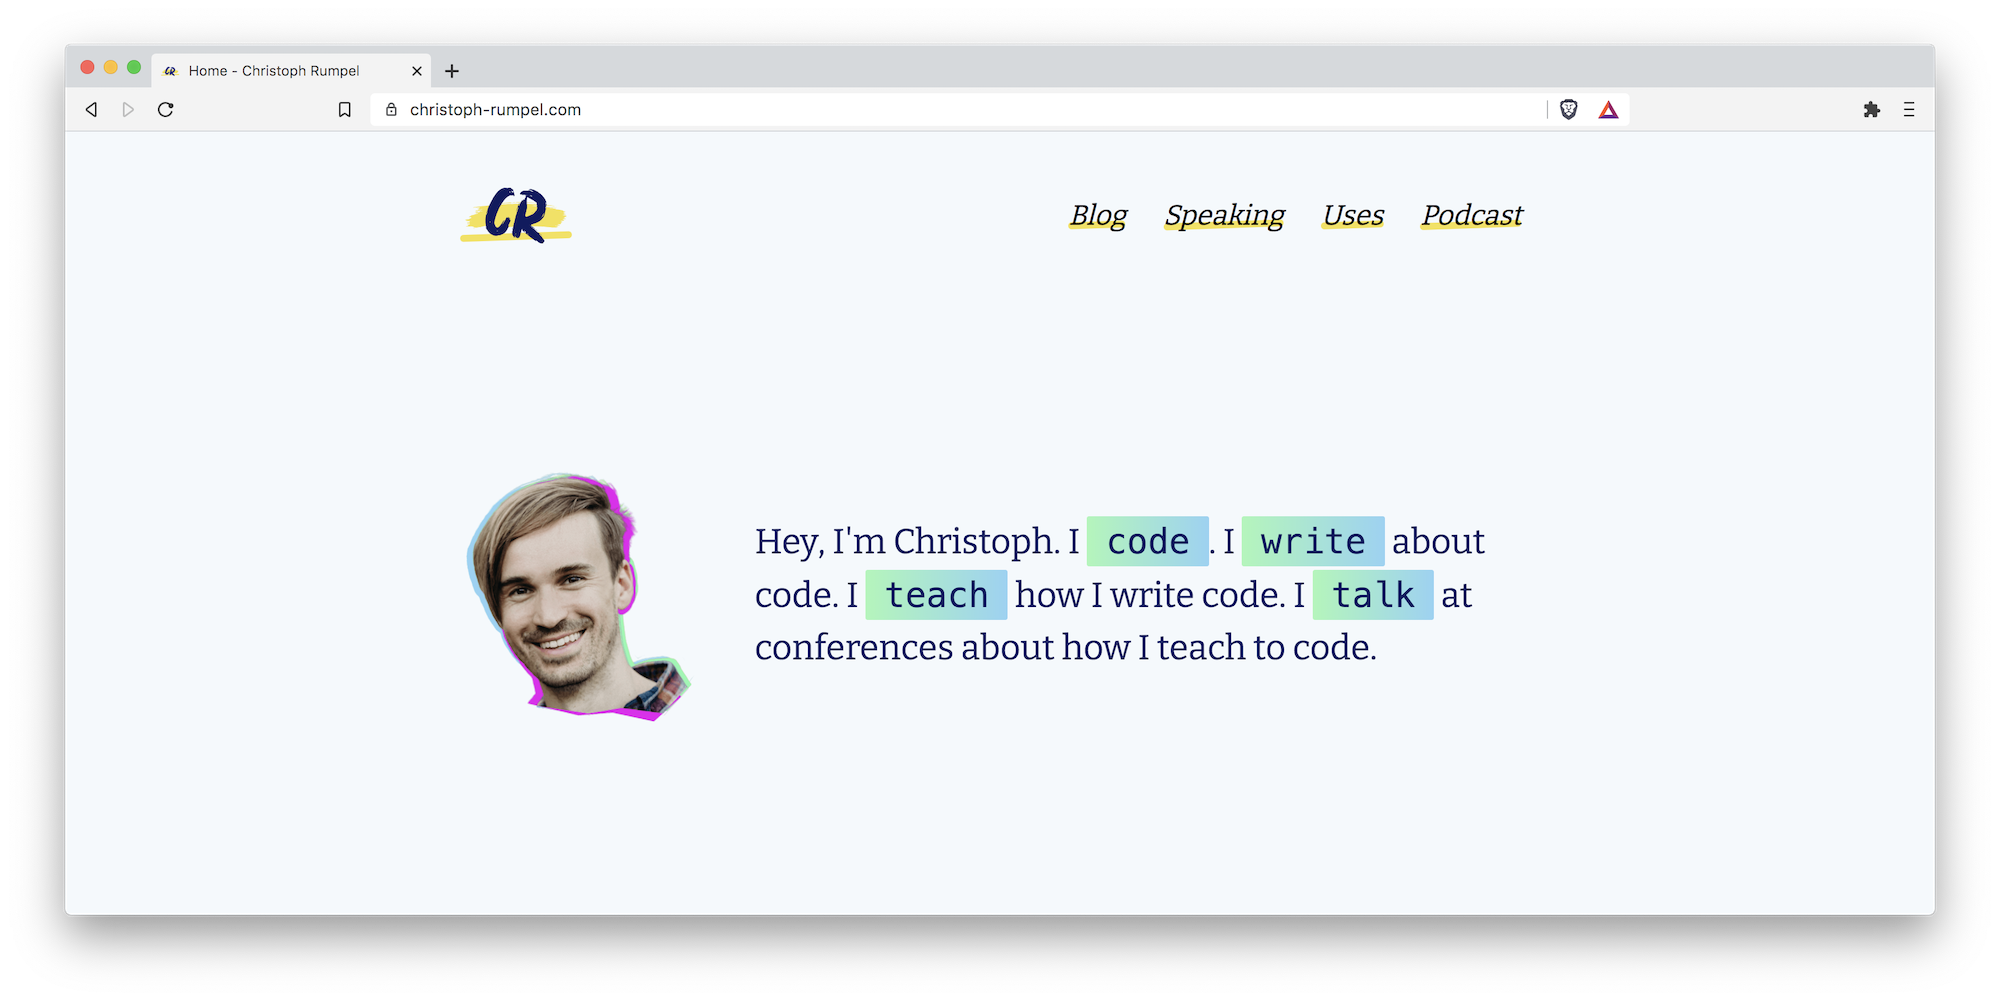 Home - Christoph Rumpel
christoph-rumpel.com
CR
Blog Speaking Uses Podcast
Hey, I'm Christoph. I code . I write about
code. I teach how I write code. I talk at
conferences about how I teach to code.